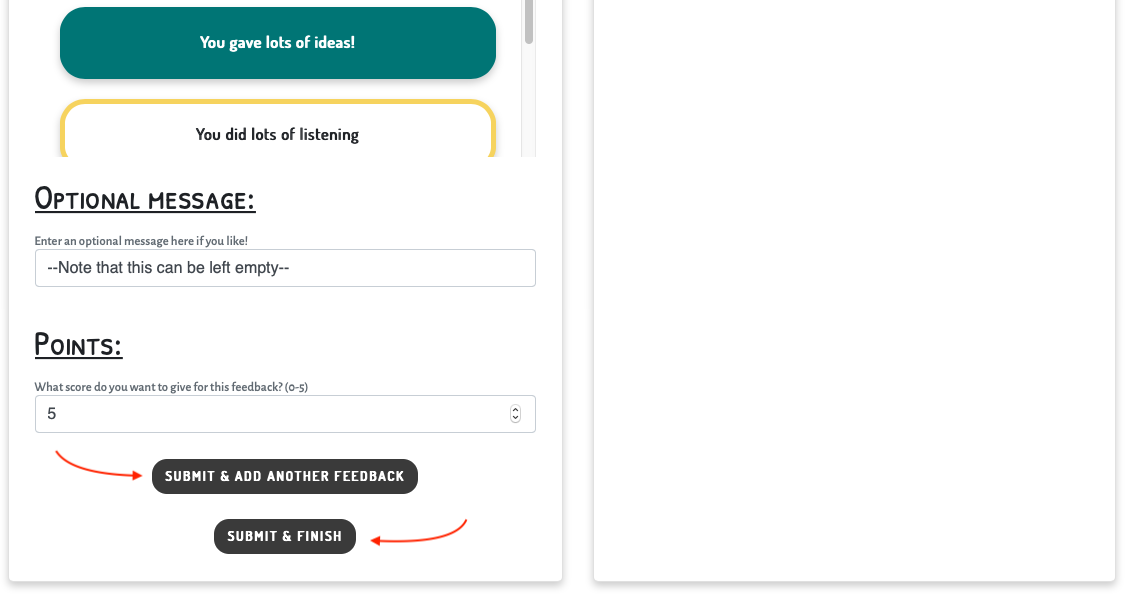 You gave lots of ideas!
You did lots of listening
Optional message:
Enter an optional message here if you like!
--Note that this can be left empty--
Points:
What score do you want to give for this feedback? (0-5)
5
SUBMIT & ADD ANOTHER FEEDBACK
SUBMIT & FINISH